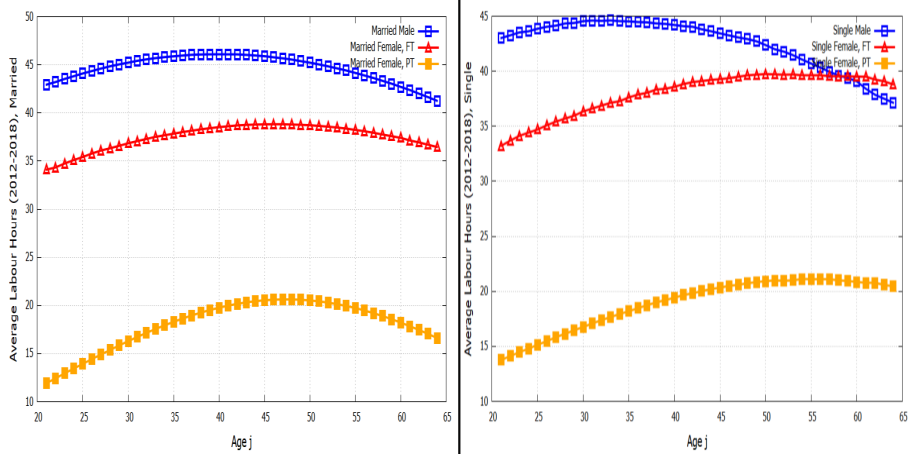 Average Labour Hours (2012-2018), Married
50
45
40
35
30
25
20
15
10
20 25 30 35 40 45 50 55 60 65
Age j
Married Male
Married Female, FT
Married Female, PT
Average Labour Hours (2012-2018), Single
45
40
35
30
25
20
15
10
20 25 30 35 40 45 50 55 60 65
Age j
Single Male
Single Female, FT
Single Female, PT